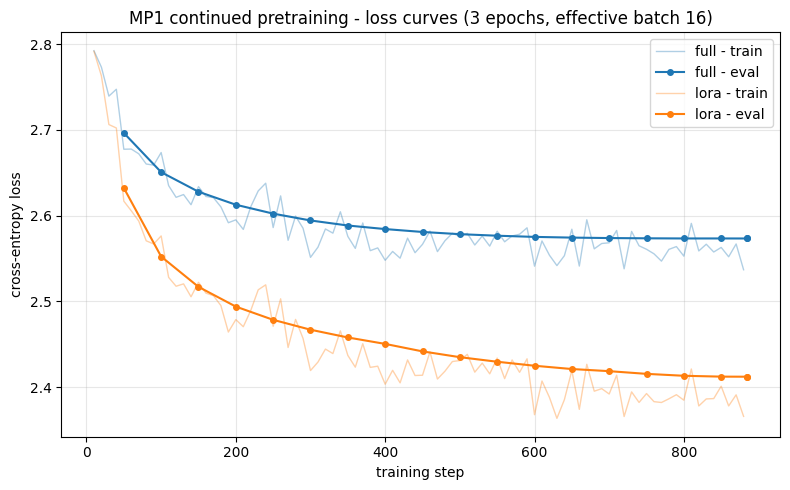 MP1 continued pretraining - loss curves (3 epochs, effective batch 16)
full - train
full - eval
lora - train
lora - eval
cross-entropy loss
2.8
2.7
2.6
2.5
2.4
0 200 400 600 800
training step